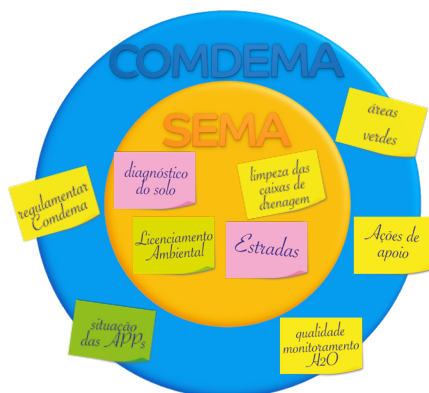 COMDEMA
SEMA
áreas
verdes
diagnóstico
do solo
limpeza das
caixas de
drenagem
regulamentar
Comdema
Licenciamento
Ambiental
Estradas
Ações de
apoio
situação
das APPs
qualidade
monitoramento
H2O